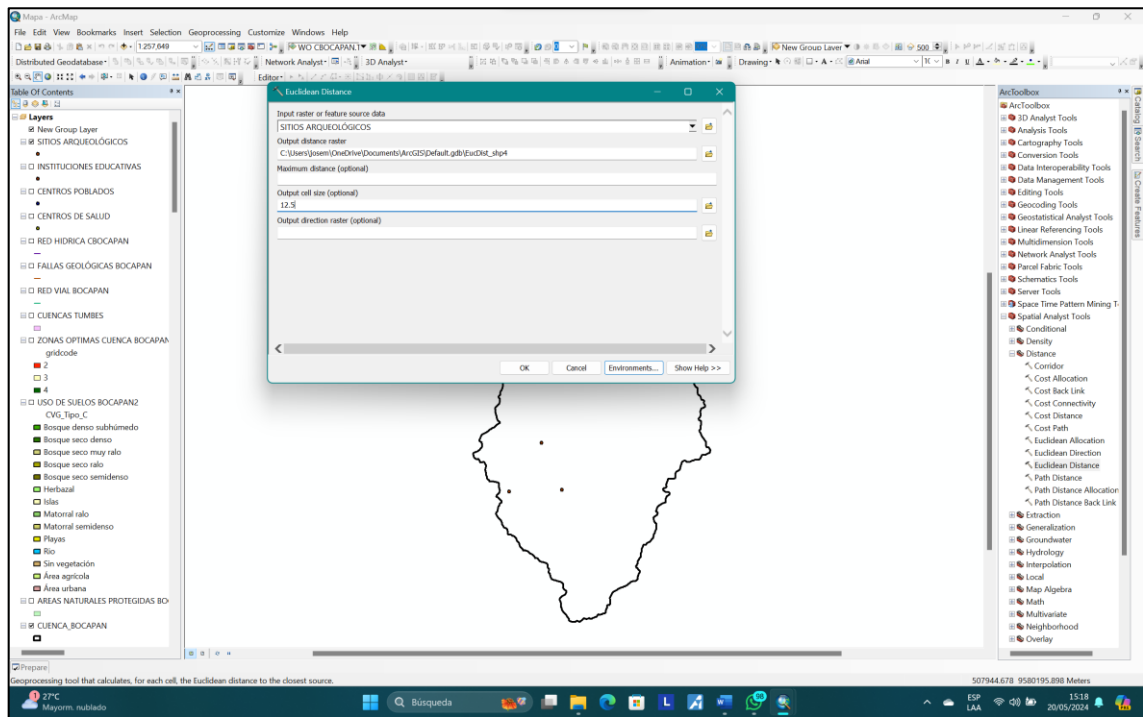 Mapa - ArcMap
File Edit View Bookmarks Insert Selection Geoprocessing Customize Windows Help
1:257,649
WO CBOCAPAN.T
New Group Layer
500
Distributed Geodatabase
Network Analyst
3D Analyst
Animation
Drawing
Arial
Editor
Table Of Contents
Layers
New Group Layer
SITIOS ARQUEOLÓGICOS
INSTITUCIONES EDUCATIVAS
CENTROS POBLADOS
CENTROS DE SALUD
RED HIDRICA CBOCAPAN
FALLAS GEOLÓGICAS BOCAPAN
RED VIAL BOCAPAN
CUENCAS TUMBES
ZONAS OPTIMAS CUENCA BOCAPAN
gridcode
2
3
4
USO DE SUELOS BOCAPAN2
CVG_Tipo_C
Bosque denso subhúmedo
Bosque seco denso
Bosque seco muy ralo
Bosque seco ralo
Bosque seco semidenso
Herbazal
Islas
Matorral ralo
Matorral semidenso
Playas
Rio
Sin vegetación
Área agrícola
Área urbana
AREAS NATURALES PROTEGIDAS BO
CUENCA_BOCAPAN
Euclidean Distance
Input raster or feature source data
SITIOS ARQUEOLÓGICOS
Output distance raster
C:\Users\Josem\OneDrive\Documents\ArcGIS\Default.gdb\EucDist_shp4
Maximum distance (optional)
Output cell size (optional)
12.5
Output direction raster (optional)
OK Cancel Environments... Show Help >>
ArcToolbox
ArcToolbox
3D Analyst Tools
Analysis Tools
Cartography Tools
Conversion Tools
Data Interoperability Tools
Data Management Tools
Editing Tools
Geocoding Tools
Geostatistical Analyst Tools
Linear Referencing Tools
Multidimension Tools
Network Analyst Tools
Parcel Fabric Tools
Schematics Tools
Server Tools
Space Time Pattern Mining T
Spatial Analyst Tools
Conditional
Density
Distance
Corridor
Cost Allocation
Cost Back Link
Cost Connectivity
Cost Distance
Cost Path
Euclidean Allocation
Euclidean Direction
Euclidean Distance
Path Distance
Path Distance Allocation
Path Distance Back Link
Extraction
Generalization
Groundwater
Hydrology
Interpolation
Local
Map Algebra
Math
Multivariate
Neighborhood
Overlay
Catalog
Search
Create Features
Prepare
Geoprocessing tool that calculates, for each cell, the Euclidean distance to the closest source.
507944.678 9580195.898 Meters
27°C
Mayorm. nublado
Búsqueda
98
ESP
LAA
15:18
20/05/2024